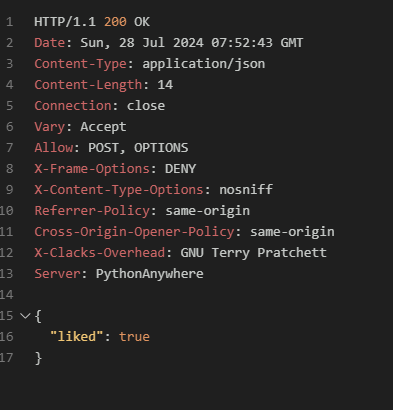 1 HTTP/1.1 200 OK
2 Date: Sun, 28 Jul 2024 07:52:43 GMT
3 Content-Type: application/json
4 Content-Length: 14
5 Connection: close
6 Vary: Accept
7 Allow: POST, OPTIONS
8 X-Frame-Options: DENY
9 X-Content-Type-Options: nosniff
10 Referrer-Policy: same-origin
11 Cross-Origin-Opener-Policy: same-origin
12 X-Clacks-Overhead: GNU Terry Pratchett
13 Server: PythonAnywhere
14
15 {
16 "liked": true
17 }